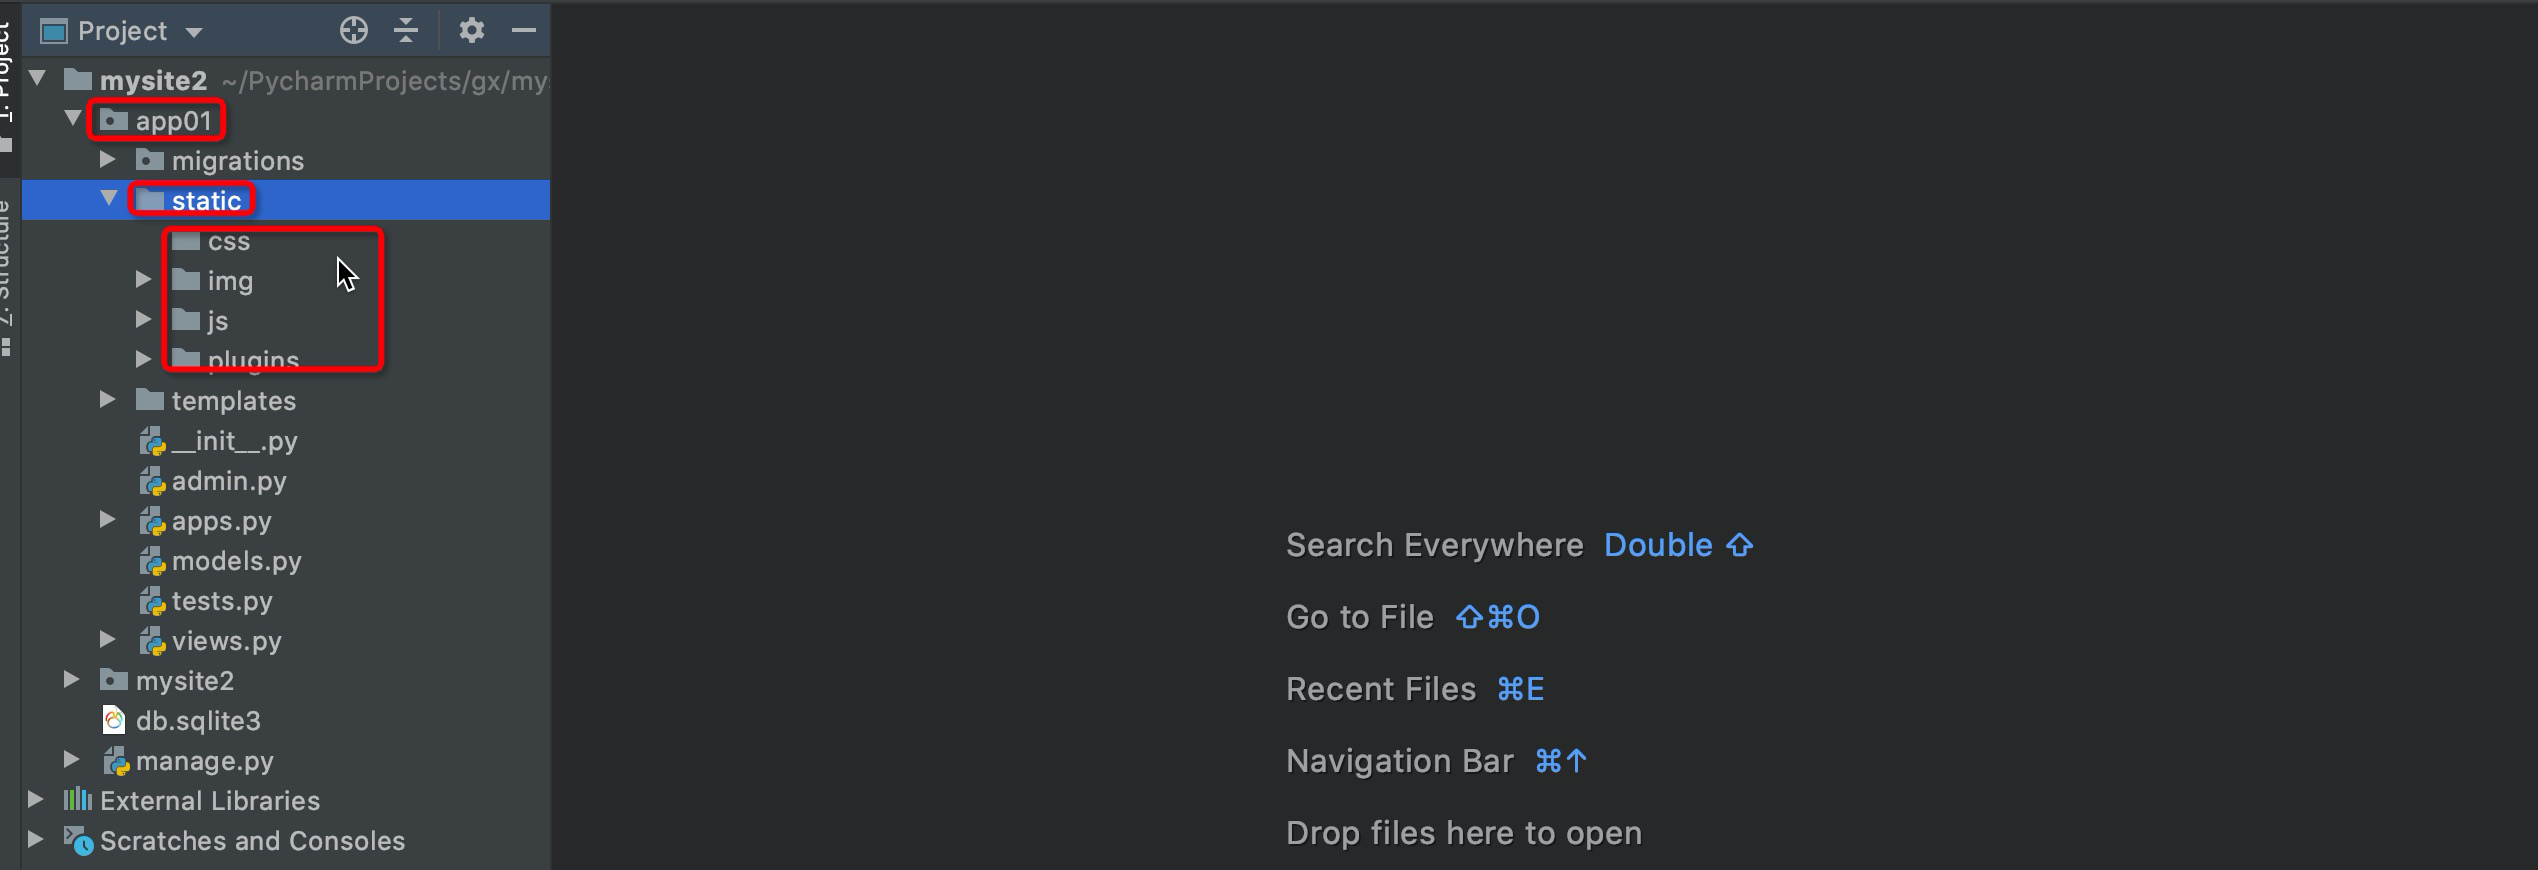 Project
1: Project
mysite2 ~/PycharmProjects/gx/my
app01
migrations
static
css
img
js
plugins
templates
__init__.py
admin.py
apps.py
models.py
tests.py
views.py
mysite2
db.sqlite3
manage.py
External Libraries
Scratches and Consoles
Z: Structure
Search Everywhere Double ⇧
Go to File ⇧⌘O
Recent Files ⌘E
Navigation Bar ⌘↑
Drop files here to open